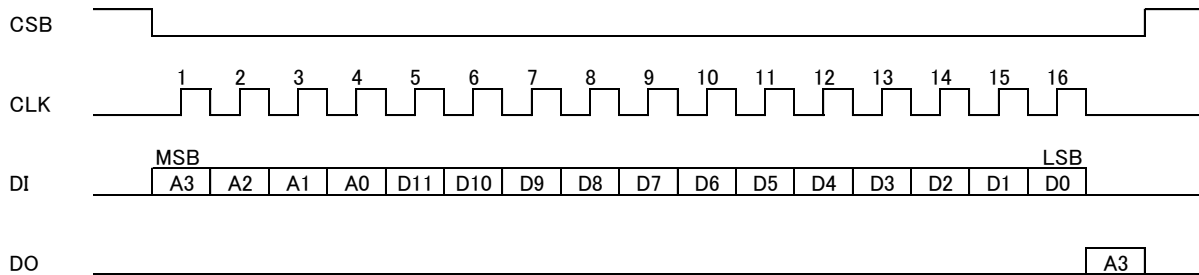 CSB
1 2 3 4 5 6 7 8 9 10 11 12 13 14 15 16
CLK
MSB LSB
DI A3 A2 A1 A0 D11 D10 D9 D8 D7 D6 D5 D4 D3 D2 D1 D0
DO A3